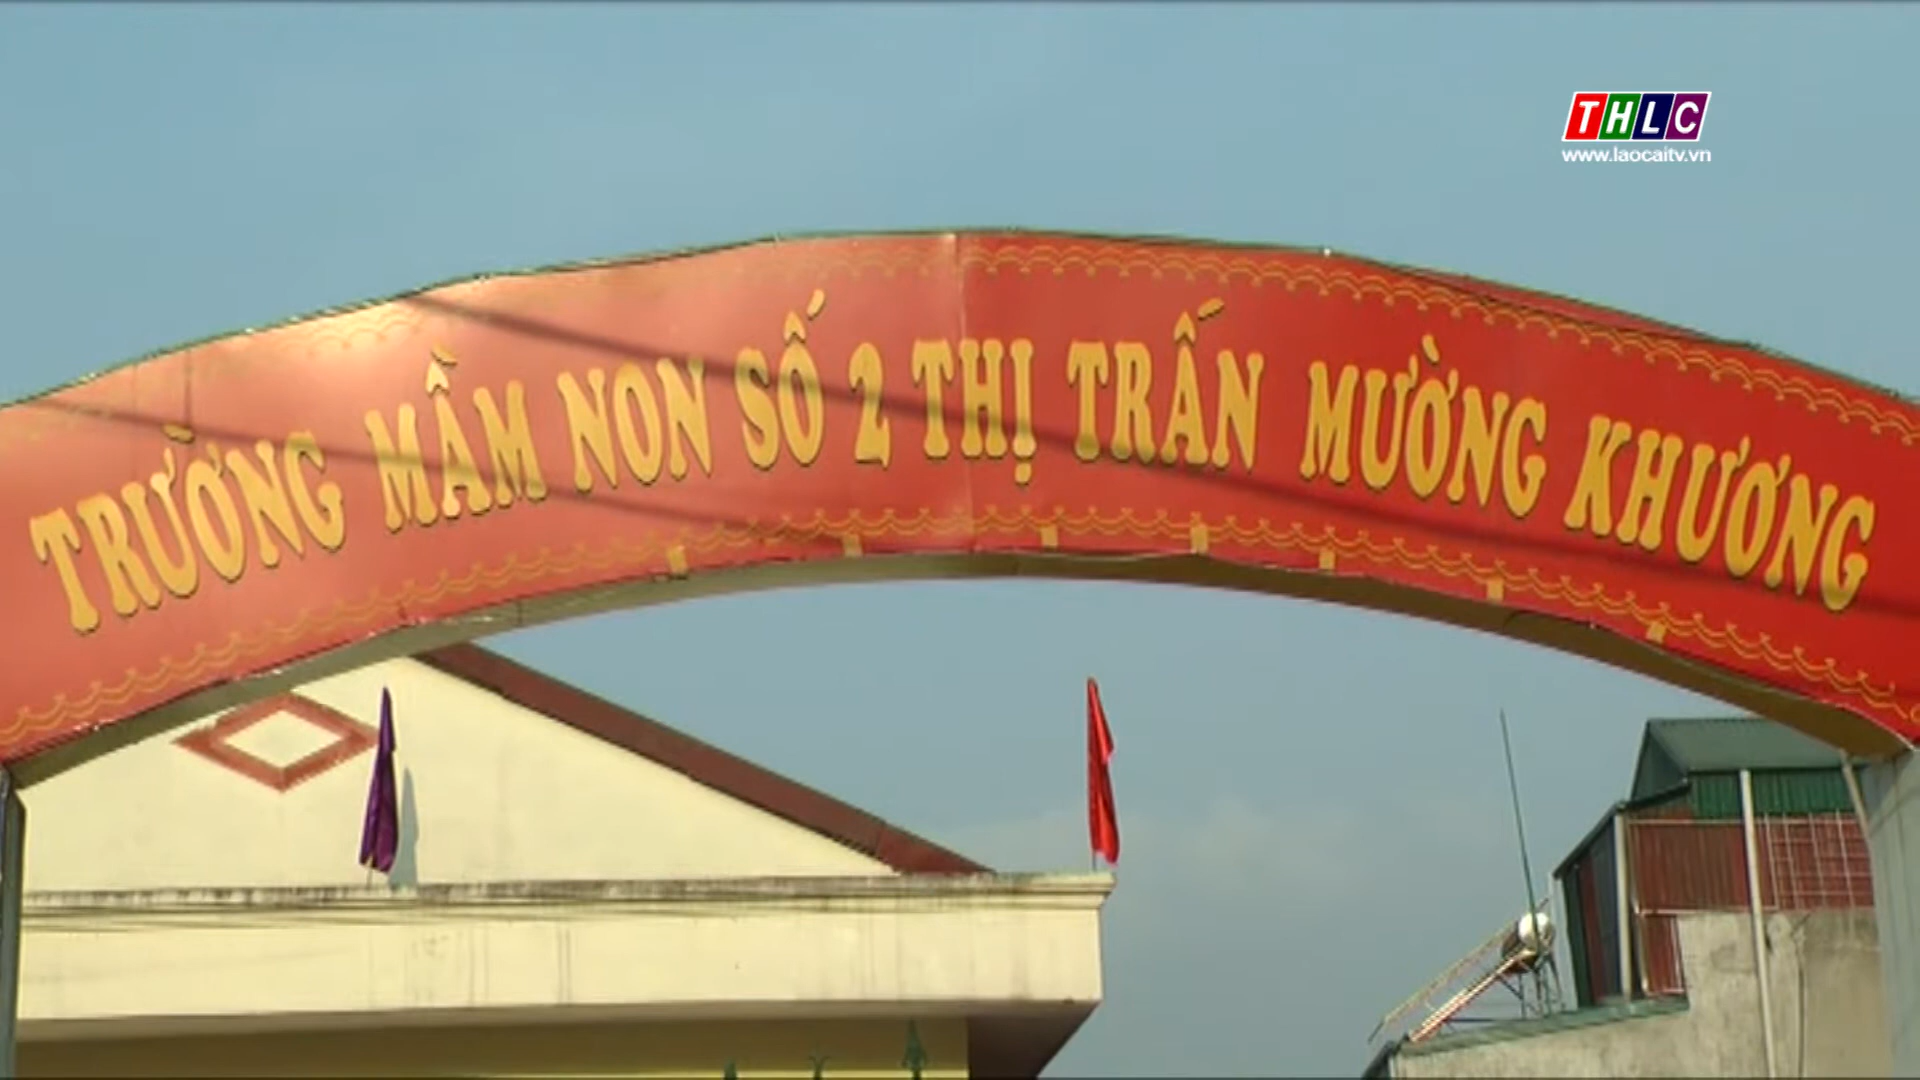 THLC
www.laocaitv.vn
TRƯỜNG MẦM NON SỐ 2 THỊ TRẤN MƯỜNG KHƯƠNG